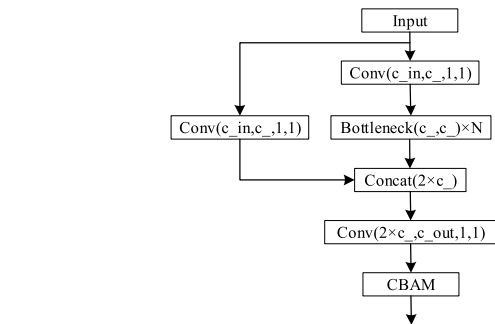 Input
Conv(c_in,c_,1,1)
Conv(c_in,c_,1,1)
Bottleneck(c_,c_)×N
Concat(2×c_)
Conv(2×c_,c_out,1,1)
CBAM